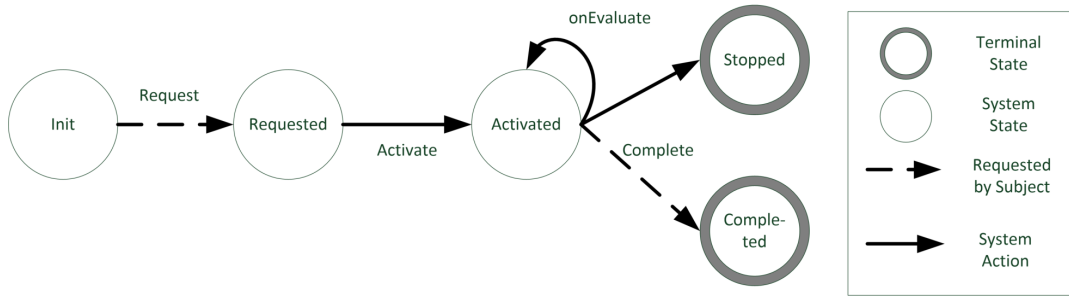 onEvaluate
Stopped
Request
Init
Requested
Activated
Activate
Complete
Comple-
ted
Terminal
State
System
State
Requested
by Subject
System
Action